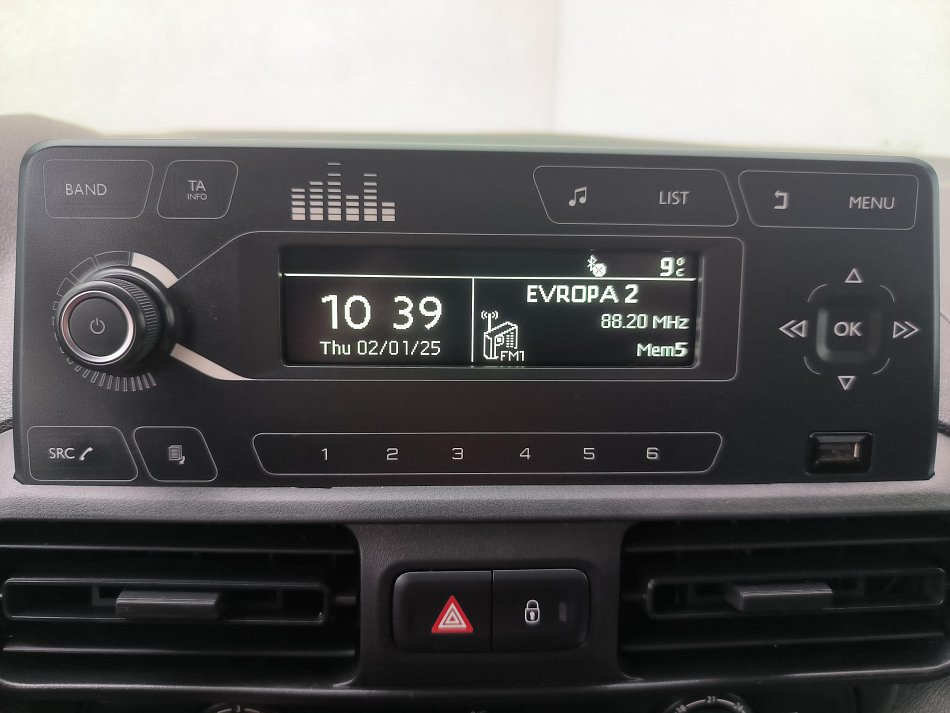 BAND
TA
INFO
LIST
MENU
9°C
10 39
EVROPA 2
88.20 MHz
Thu 02/01/25
FM1
Mem5
OK
SRC
1 2 3 4 5 6